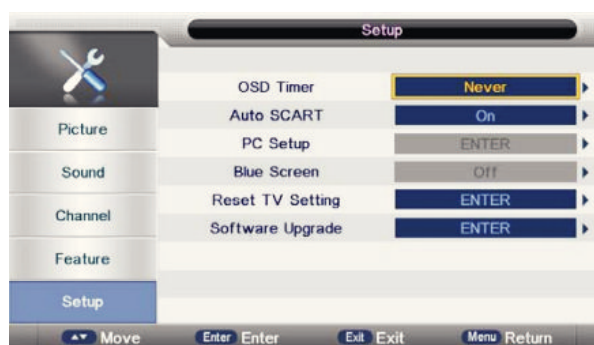 Setup
OSD Timer Never
Auto SCART On
PC Setup ENTER
Blue Screen Off
Reset TV Setting ENTER
Software Upgrade ENTER
Picture
Sound
Channel
Feature
Setup
Move Enter Enter Exit Exit Menu Return